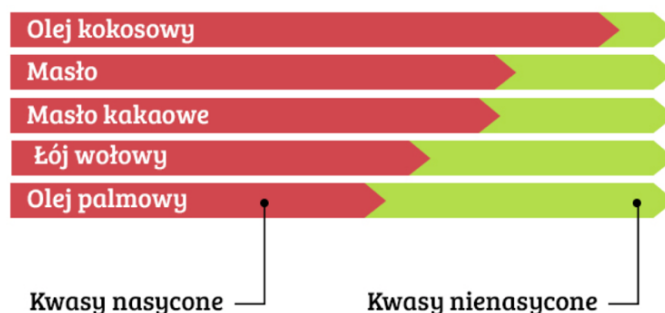 Olej kokosowy
Masło
Masło kakaowe
Łój wołowy
Olej palmowy
Kwasy nasycone
Kwasy nienasycone